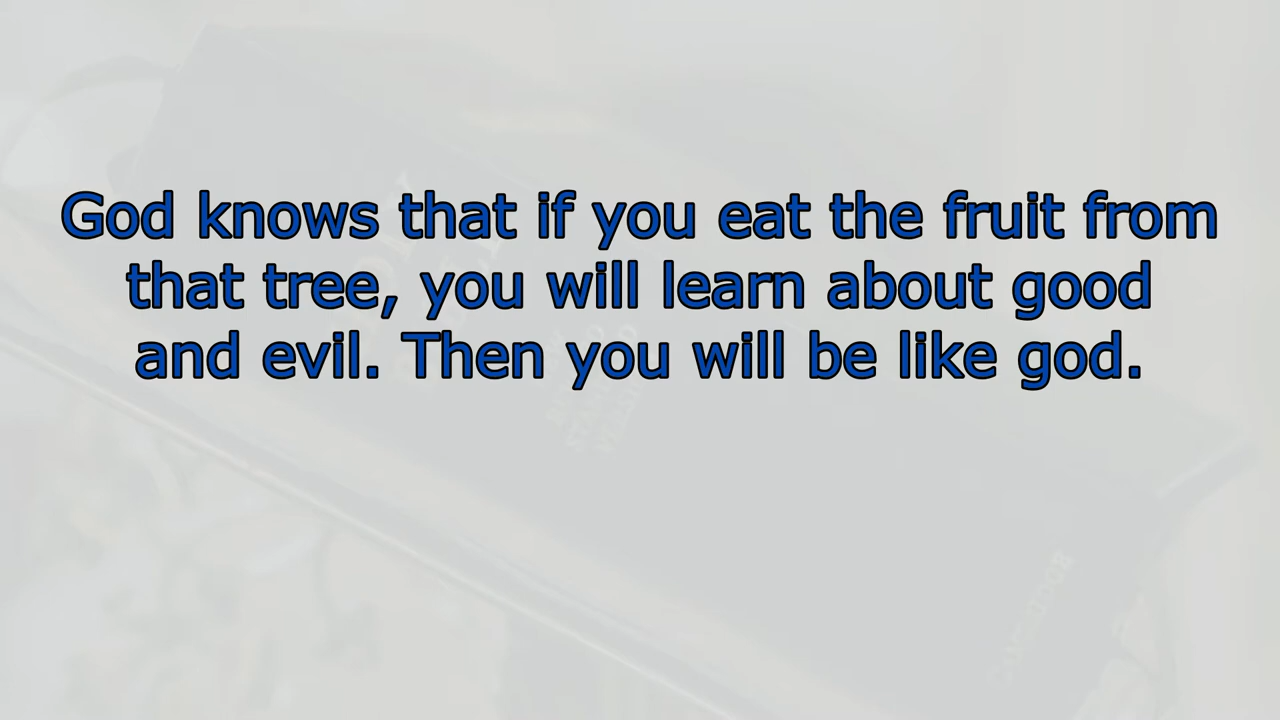 God knows that if you eat the fruit from
that tree, you will learn about good
and evil. Then you will be like god.